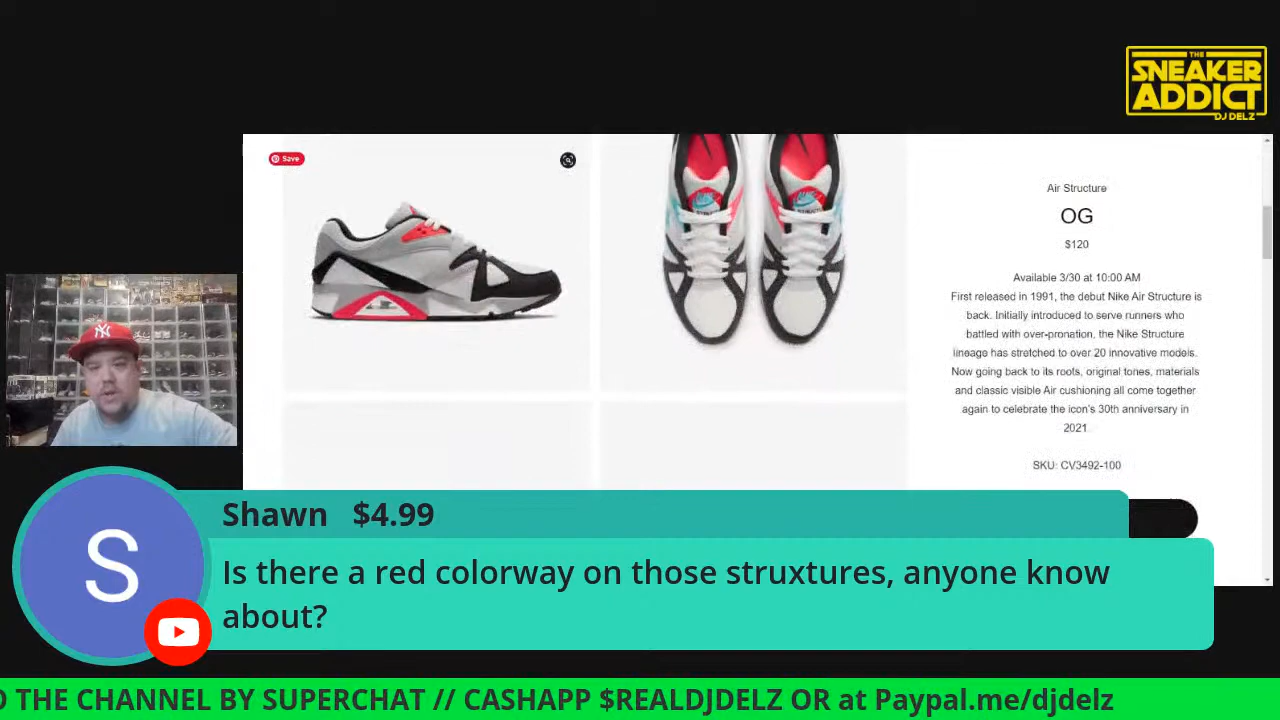 THE
SNEAKER
ADDICT
DJ DELZ
Save
Air Structure
OG
$120
Available 3/30 at 10:00 AM
First released in 1991, the debut Nike Air Structure is
back. Initially introduced to serve runners who
battled with over-pronation, the Nike Structure
lineage has stretched to over 20 innovative models.
Now going back to its roots, original tones, materials
and classic visible Air cushioning all come together
again to celebrate the icon's 30th anniversary in
2021.
SKU: CV3492-100
S
Shawn $4.99
Is there a red colorway on those struxtures, anyone know
about?
THE CHANNEL BY SUPERCHAT // CASHAPP $REALDJDELZ OR at Paypal.me/djdelz